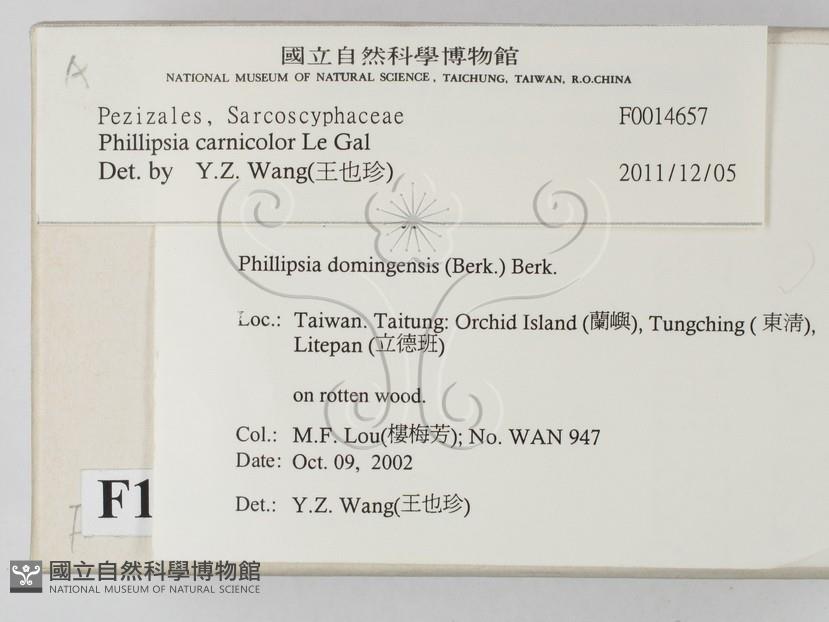 A
國立自然科學博物館
NATIONAL MUSEUM OF NATURAL SCIENCE, TAICHUNG, TAIWAN, R.O.CHINA
Pezizales, Sarcoscyphaceae F0014657
Phillipsia carnicolor Le Gal
Det. by Y.Z. Wang(王也珍) 2011/12/05
Phillipsia domingensis (Berk.) Berk.
Loc.: Taiwan. Taitung: Orchid Island (蘭嶼), Tungching (東清),
Litepan (立德班)
on rotten wood.
Col.: M.F. Lou(樓梅芳); No. WAN 947
Date: Oct. 09, 2002
Det.: Y.Z. Wang(王也珍)
F1
國立自然科學博物館
NATIONAL MUSEUM OF NATURAL SCIENCE